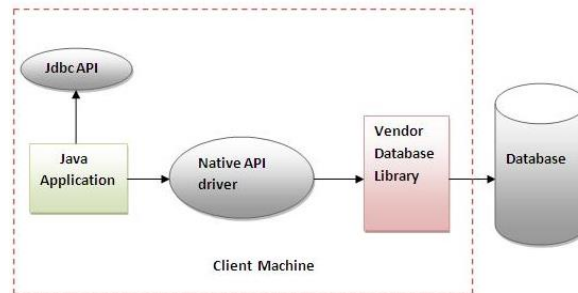 Jdbc API
Java
Application
Native API
driver
Vendor
Database
Library
Database
Client Machine